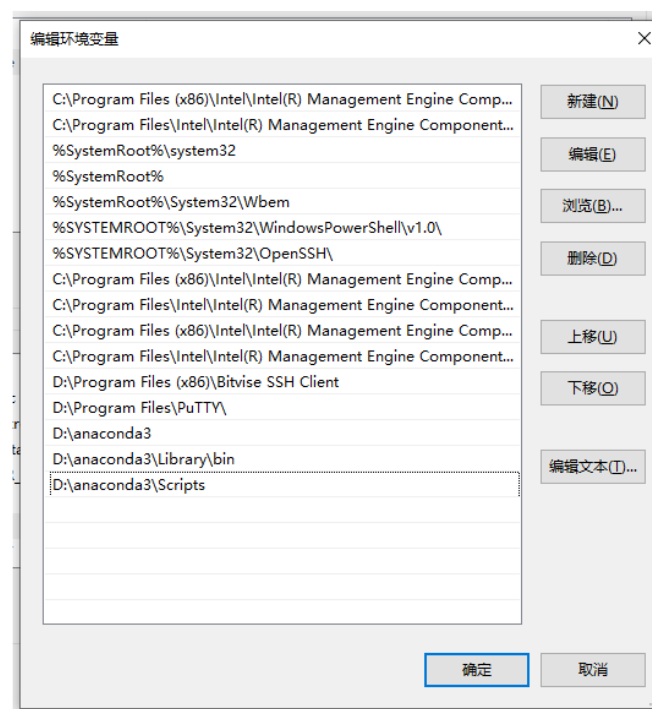 编辑环境变量
C:\Program Files (x86)\Intel\Intel(R) Management Engine Comp...
C:\Program Files\Intel\Intel(R) Management Engine Component...
%SystemRoot%\system32
%SystemRoot%
%SystemRoot%\System32\Wbem
%SYSTEMROOT%\System32\WindowsPowerShell\v1.0\
%SYSTEMROOT%\System32\OpenSSH\
C:\Program Files (x86)\Intel\Intel(R) Management Engine Comp...
C:\Program Files\Intel\Intel(R) Management Engine Component...
C:\Program Files (x86)\Intel\Intel(R) Management Engine Comp...
C:\Program Files\Intel\Intel(R) Management Engine Component...
D:\Program Files (x86)\Bitvise SSH Client
D:\Program Files\PuTTY\
D:\anaconda3
D:\anaconda3\Library\bin
D:\anaconda3\Scripts
新建(N)
编辑(E)
浏览(B)...
删除(D)
上移(U)
下移(O)
编辑文本(T)...
确定
取消